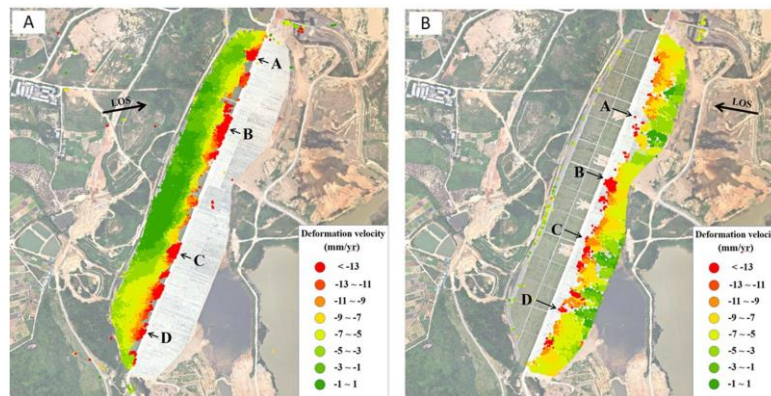 A
LOS
A
B
C
D
Deformation velocity
(mm/yr)
< -13
-13 ~ -11
-11 ~ -9
-9 ~ -7
-7 ~ -5
-5 ~ -3
-3 ~ -1
-1 ~ 1
B
LOS
A
B
C
D
Deformation velocity
(mm/yr)
< -13
-13 ~ -11
-11 ~ -9
-9 ~ -7
-7 ~ -5
-5 ~ -3
-3 ~ -1
-1 ~ 1